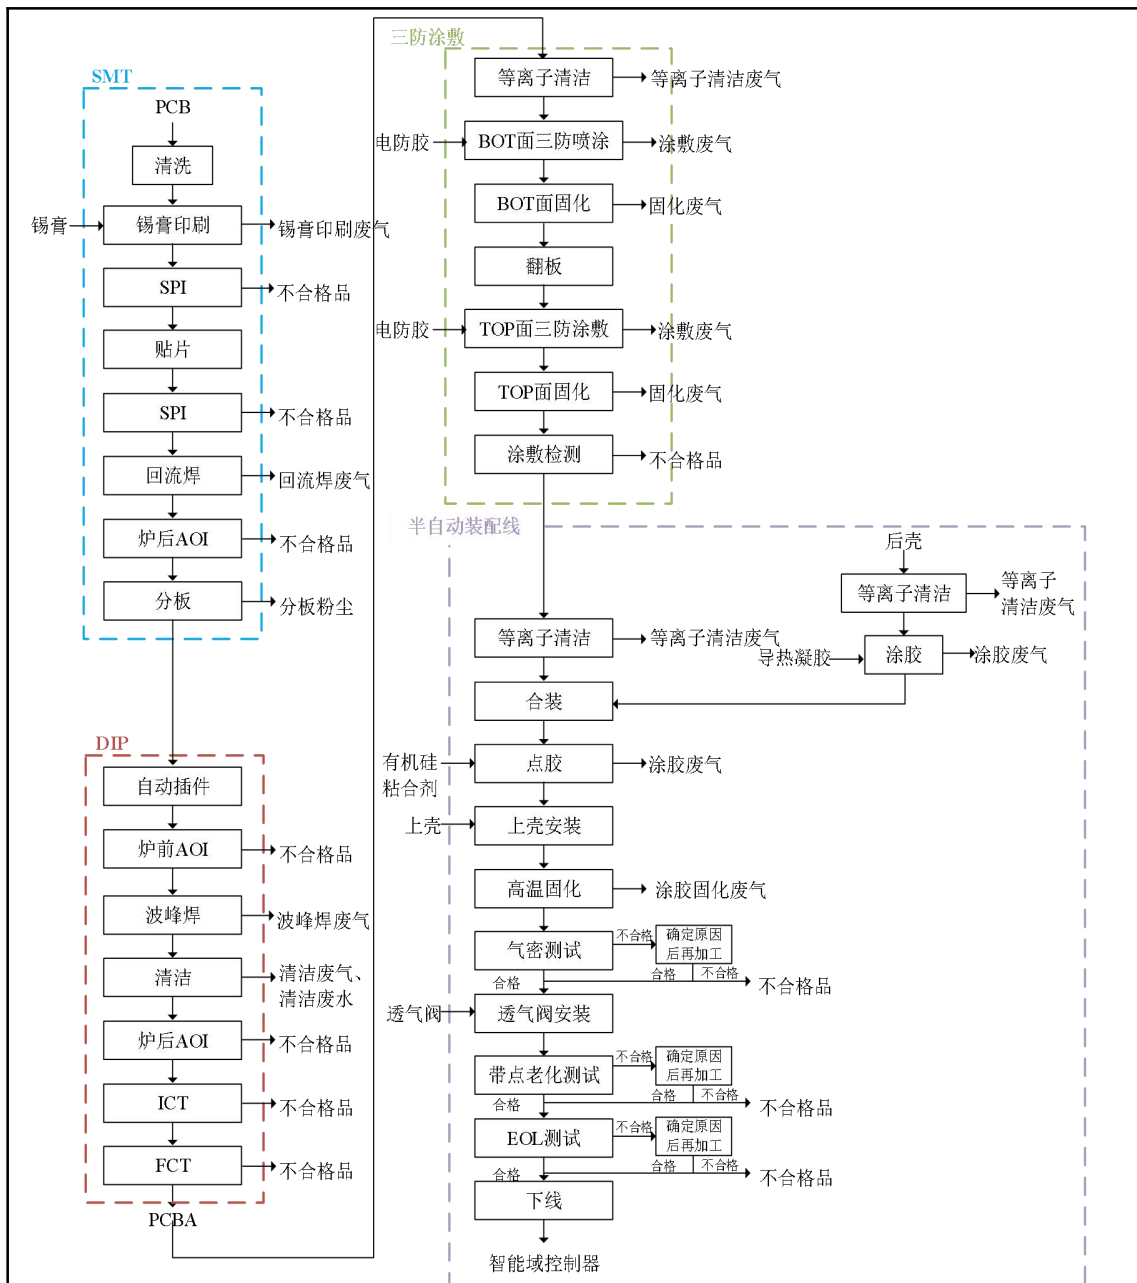 SMT
PCB
清洗
锡膏
锡膏印刷
锡膏印刷废气
SPI
不合格品
贴片
SPI
不合格品
回流焊
回流焊废气
炉后AOI
不合格品
分板
分板粉尘
DIP
自动插件
炉前AOI
不合格品
波峰焊
波峰焊废气
清洁
清洁废气、
清洁废水
炉后AOI
不合格品
ICT
不合格品
FCT
不合格品
PCBA
三防涂敷
等离子清洁
等离子清洁废气
电防胶
BOT面三防喷涂
涂敷废气
BOT面固化
固化废气
翻板
电防胶
TOP面三防涂敷
涂敷废气
TOP面固化
固化废气
涂敷检测
不合格品
半自动装配线
后壳
等离子清洁
等离子
清洁废气
导热凝胶
涂胶
涂胶废气
等离子清洁
等离子清洁废气
合装
有机硅
粘合剂
点胶
涂胶废气
上壳
上壳安装
高温固化
涂胶固化废气
气密测试
不合格
确定原因
后再加工
合格
合格
不合格
不合格品
透气阀
透气阀安装
带点老化测试
不合格
确定原因
后再加工
合格
合格
不合格
不合格品
EOL测试
不合格
确定原因
后再加工
合格
合格
不合格
不合格品
下线
智能域控制器